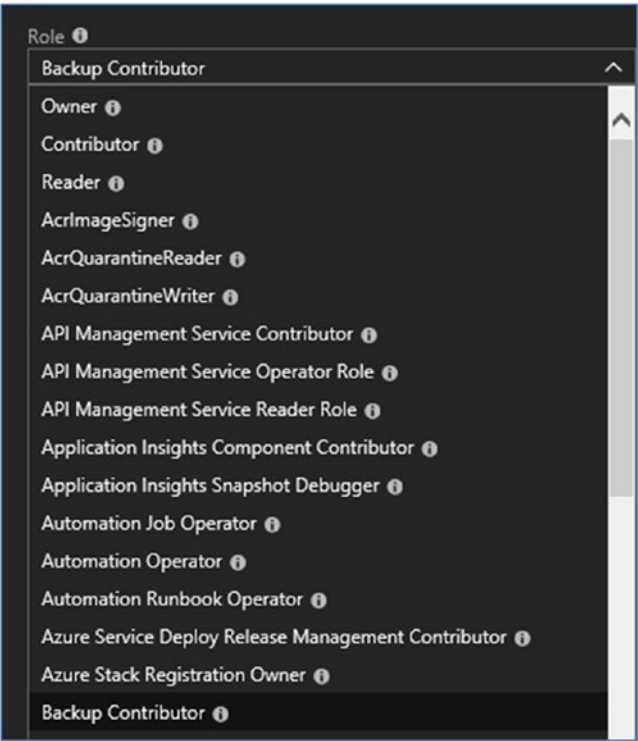 Role
Backup Contributor
Owner
Contributor
Reader
AcrImageSigner
AcrQuarantineReader
AcrQuarantineWriter
API Management Service Contributor
API Management Service Operator Role
API Management Service Reader Role
Application Insights Component Contributor
Application Insights Snapshot Debugger
Automation Job Operator
Automation Operator
Automation Runbook Operator
Azure Service Deploy Release Management Contributor
Azure Stack Registration Owner
Backup Contributor